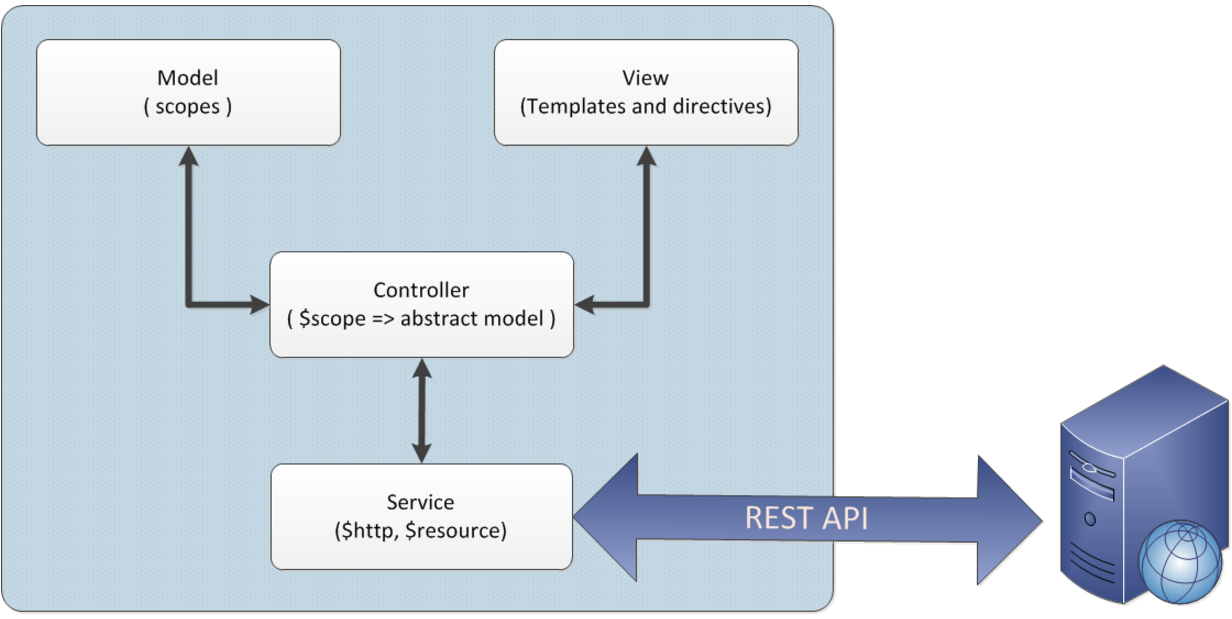 Model
( scopes )
View
(Templates and directives)
Controller
( $scope => abstract model )
Service
($http, $resource)
REST API